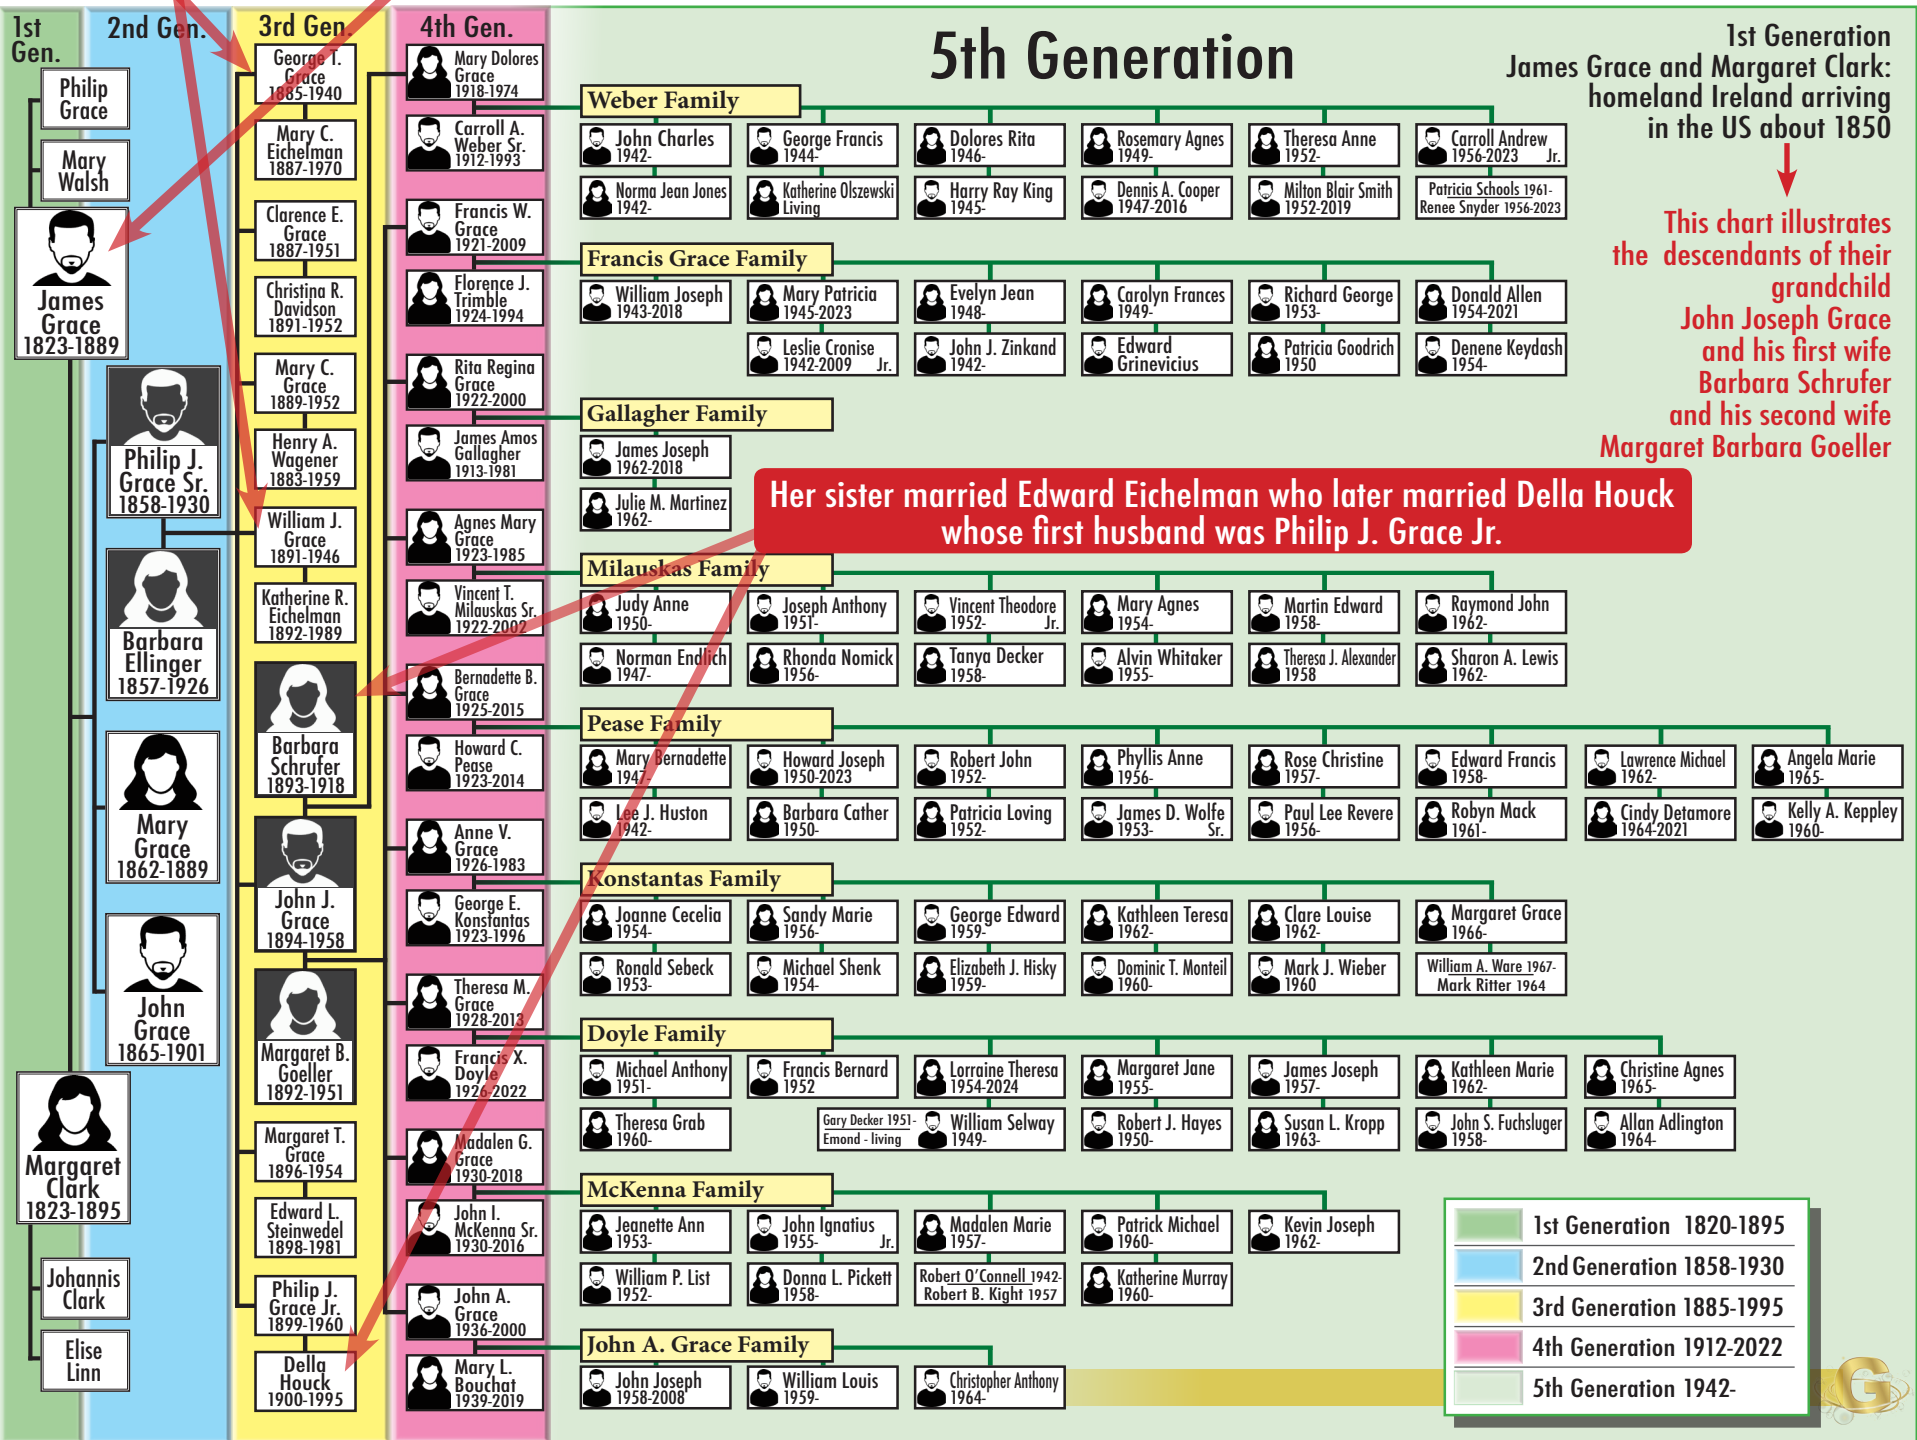 1st
Gen.
2nd Gen.
3rd Gen.
4th Gen.
5th Generation
1st Generation
James Grace and Margaret Clark:
homeland Ireland arriving
in the US about 1850
This chart illustrates
the descendants of their
grandchild
John Joseph Grace
and his first wife
Barbara Schrufer
and his second wife
Margaret Barbara Goeller
Philip
Grace
Mary
Walsh
James
Grace
1823-1889
Margaret
Clark
1823-1895
Johannis
Clark
Elise
Linn
Philip J.
Grace Sr.
1858-1930
Barbara
Ellinger
1857-1926
Mary
Grace
1862-1889
John
Grace
1865-1901
George T.
Grace
1885-1940
Mary C.
Eichelman
1887-1970
Clarence E.
Grace
1887-1951
Christina R.
Davidson
1891-1952
Mary C.
Grace
1889-1952
Henry A.
Wagener
1883-1959
William J.
Grace
1891-1946
Katherine R.
Eichelman
1892-1989
Barbara
Schrufer
1893-1918
John J.
Grace
1894-1958
Margaret B.
Goeller
1892-1951
Margaret T.
Grace
1896-1954
Edward L.
Steinwedel
1898-1981
Philip J.
Grace Jr.
1899-1960
Della
Houck
1900-1995
Mary Dolores
Grace
1918-1974
Carroll A.
Weber Sr.
1912-1993
Francis W.
Grace
1921-2009
Florence J.
Trimble
1924-1994
Rita Regina
Grace
1922-2000
James Amos
Gallagher
1913-1981
Agnes Mary
Grace
1923-1985
Vincent T.
Milauskas Sr.
1922-2002
Bernadette B.
Grace
1925-2015
Howard C.
Pease
1923-2014
Anne V.
Grace
1926-1983
George E.
Konstantas
1923-1996
Theresa M.
Grace
1928-2013
Francis X.
Doyle
1926-2022
Madalen G.
Grace
1930-2018
John I.
McKenna Sr.
1930-2016
John A.
Grace
1936-2000
Mary L.
Bouchat
1939-2019
Weber Family
John Charles
1942-
George Francis
1944-
Dolores Rita
1946-
Rosemary Agnes
1949-
Theresa Anne
1952-
Carroll Andrew
1956-2023 Jr.
Norma Jean Jones
1942-
Katherine Olszewski
Living
Harry Ray King
1945-
Dennis A. Cooper
1947-2016
Milton Blair Smith
1952-2019
Patricia Schools 1961-
Renee Snyder 1956-2023
Francis Grace Family
William Joseph
1943-2018
Mary Patricia
1945-2023
Evelyn Jean
1948-
Carolyn Frances
1949-
Richard George
1953-
Donald Allen
1954-2021
Leslie Cronise
1942-2009 Jr.
John J. Zinkand
1942-
Edward
Grinevicius
Patricia Goodrich
1950
Denene Keydash
1954-
Gallagher Family
James Joseph
1962-2018
Julie M. Martinez
1962-
Her sister married Edward Eichelman who later married Della Houck
whose first husband was Philip J. Grace Jr.
Milauskas Family
Judy Anne
1950-
Joseph Anthony
1951-
Vincent Theodore
1952- Jr.
Mary Agnes
1954-
Martin Edward
1958-
Raymond John
1962-
Norman Endlich
1947-
Rhonda Nomick
1956-
Tanya Decker
1958-
Alvin Whitaker
1955-
Theresa J. Alexander
1958
Sharon A. Lewis
1962-
Pease Family
Mary Bernadette
1947-
Howard Joseph
1950-2023
Robert John
1952-
Phyllis Anne
1956-
Rose Christine
1957-
Edward Francis
1958-
Lawrence Michael
1962-
Angela Marie
1965-
Lee J. Huston
1942-
Barbara Cather
1950-
Patricia Loving
1952-
James D. Wolfe
1953- Sr.
Paul Lee Revere
1956-
Robyn Mack
1961-
Cindy Detamore
1964-2021
Kelly A. Keppley
1960-
Konstantas Family
Joanne Cecelia
1954-
Sandy Marie
1956-
George Edward
1959-
Kathleen Teresa
1962-
Clare Louise
1962-
Margaret Grace
1966-
Ronald Sebeck
1953-
Michael Shenk
1954-
Elizabeth J. Hisky
1959-
Dominic T. Monteil
1960-
Mark J. Wieber
1960
William A. Ware 1967-
Mark Ritter 1964
Doyle Family
Michael Anthony
1951-
Francis Bernard
1952
Lorraine Theresa
1954-2024
Margaret Jane
1955-
James Joseph
1957-
Kathleen Marie
1962-
Christine Agnes
1965-
Theresa Grab
1960-
Gary Decker 1951-
Emond - living
William Selway
1949-
Robert J. Hayes
1950-
Susan L. Kropp
1963-
John S. Fuchsluger
1958-
Allan Adlington
1964-
McKenna Family
Jeanette Ann
1953-
John Ignatius
1955- Jr.
Madalen Marie
1957-
Patrick Michael
1960-
Kevin Joseph
1962-
William P. List
1952-
Donna L. Pickett
1958-
Robert O'Connell 1942-
Robert B. Kight 1957
Katherine Murray
1960-
John A. Grace Family
John Joseph
1958-2008
William Louis
1959-
Christopher Anthony
1964-
1st Generation 1820-1895
2nd Generation 1858-1930
3rd Generation 1885-1995
4th Generation 1912-2022
5th Generation 1942-
G